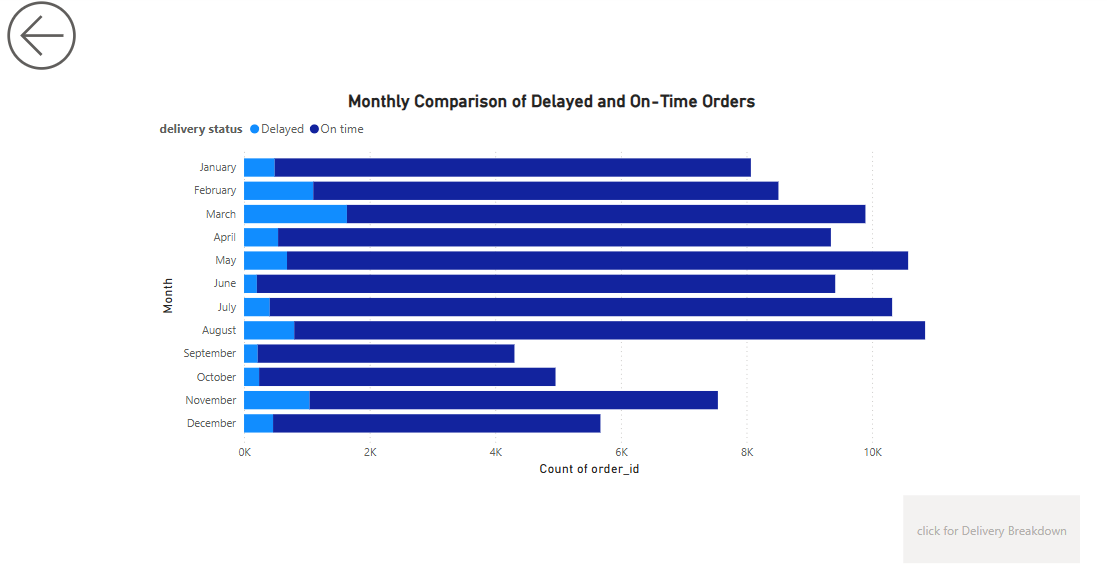 Monthly Comparison of Delayed and On-Time Orders
delivery status Delayed On time
January
February
March
April
May
June
July
August
September
October
November
December
Month
0K 2K 4K 6K 8K 10K
Count of order_id
click for Delivery Breakdown